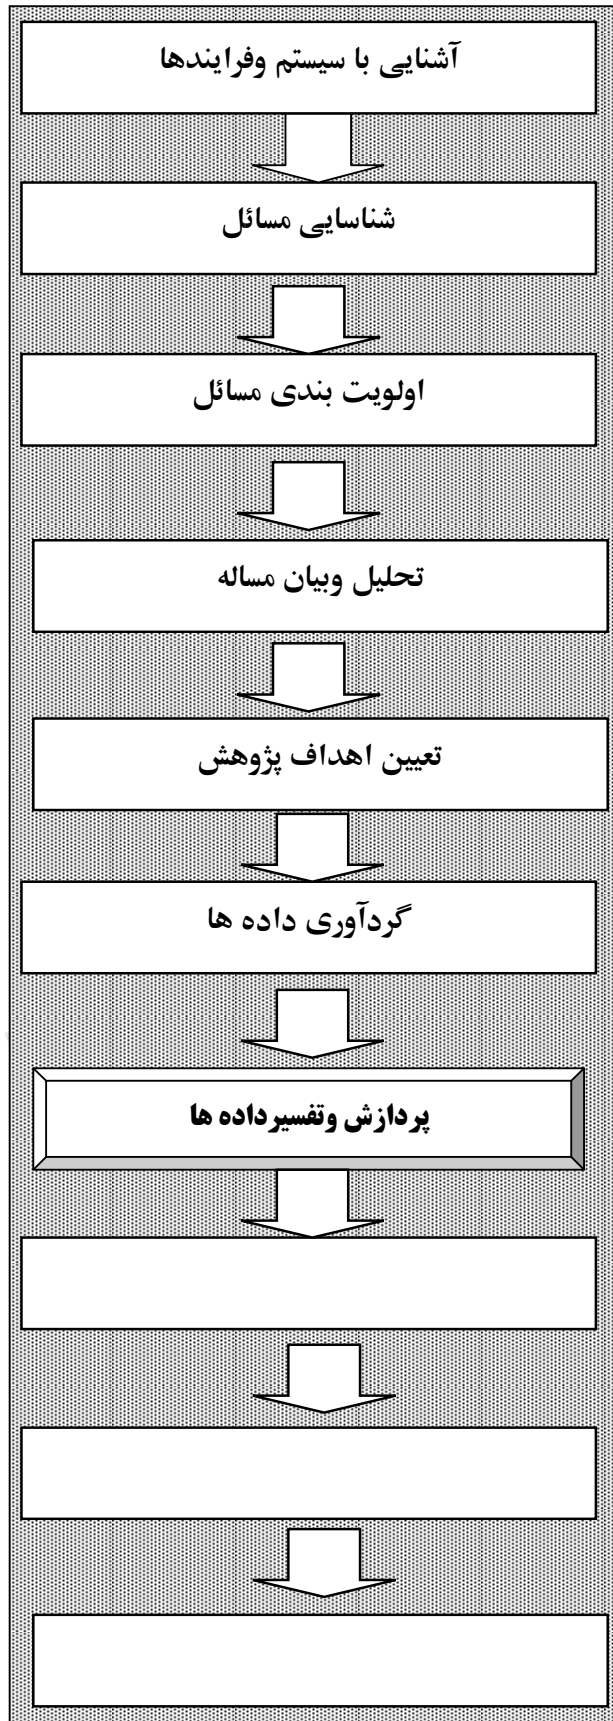 آشنایی با سیستم وفرایندها
شناسایی مسائل
اولویت بندی مسائل
تحلیل وبیان مساله
تعیین اهداف پژوهش
گردآوری داده ها
پردازش وتفسیرداده ها